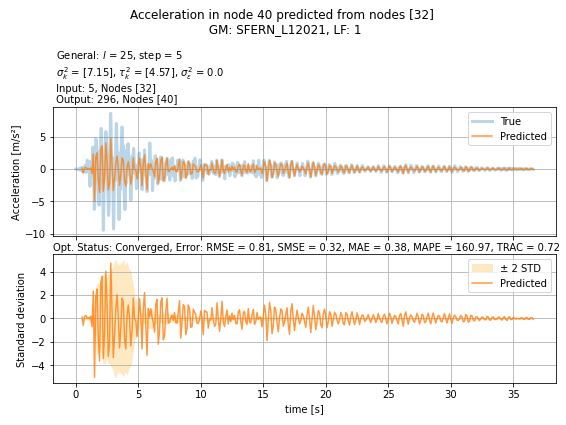 Acceleration in node 40 predicted from nodes [32]
GM: SFERN_L12021, LF: 1
General: l = 25, step = 5
σ²ₖ = [7.15], τ²ₖ = [4.57], σ²ₑ = 0.0
Input: 5, Nodes [32]
Output: 296, Nodes [40]
Acceleration [m/s²]
5
0
−5
−10
True
Predicted
Opt. Status: Converged, Error: RMSE = 0.81, SMSE = 0.32, MAE = 0.38, MAPE = 160.97, TRAC = 0.72
Standard deviation
4
2
0
−2
−4
± 2 STD
Predicted
0 5 10 15 20 25 30 35
time [s]